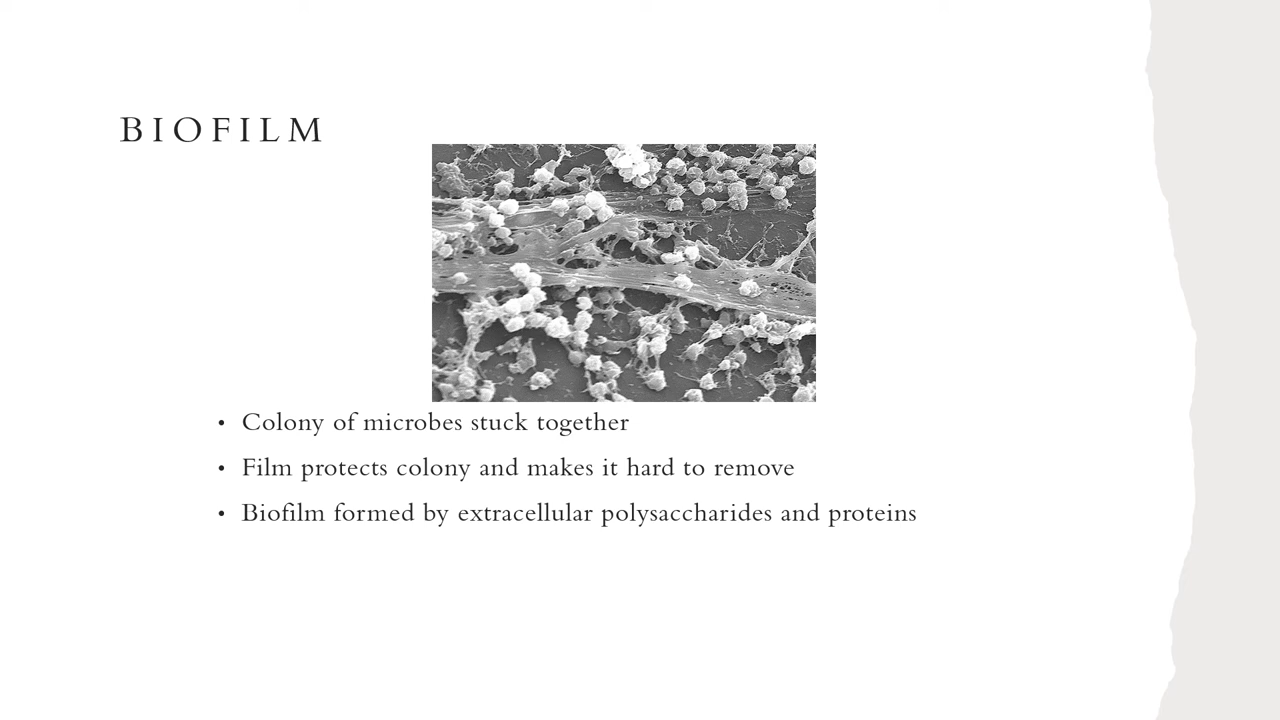 BIOFILM
• Colony of microbes stuck together
• Film protects colony and makes it hard to remove
• Biofilm formed by extracellular polysaccharides and proteins